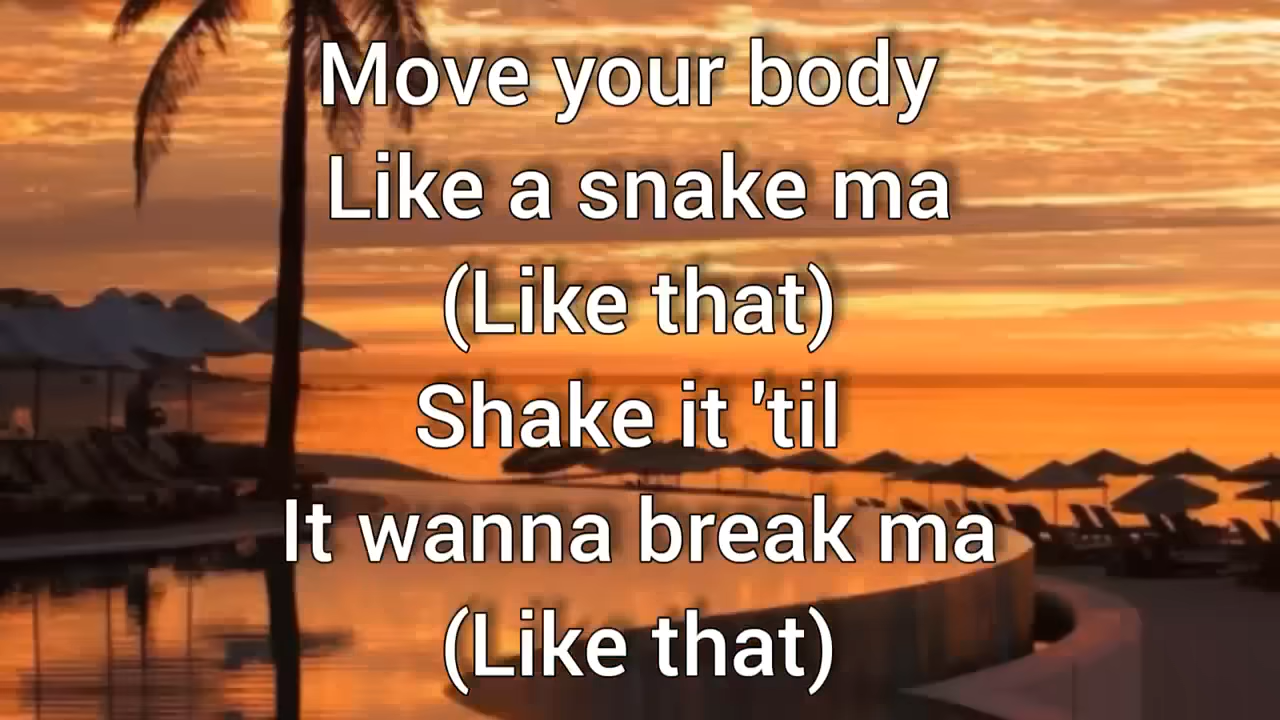 Move your body
Like a snake ma
(Like that)
Shake it 'til
It wanna break ma
(Like that)